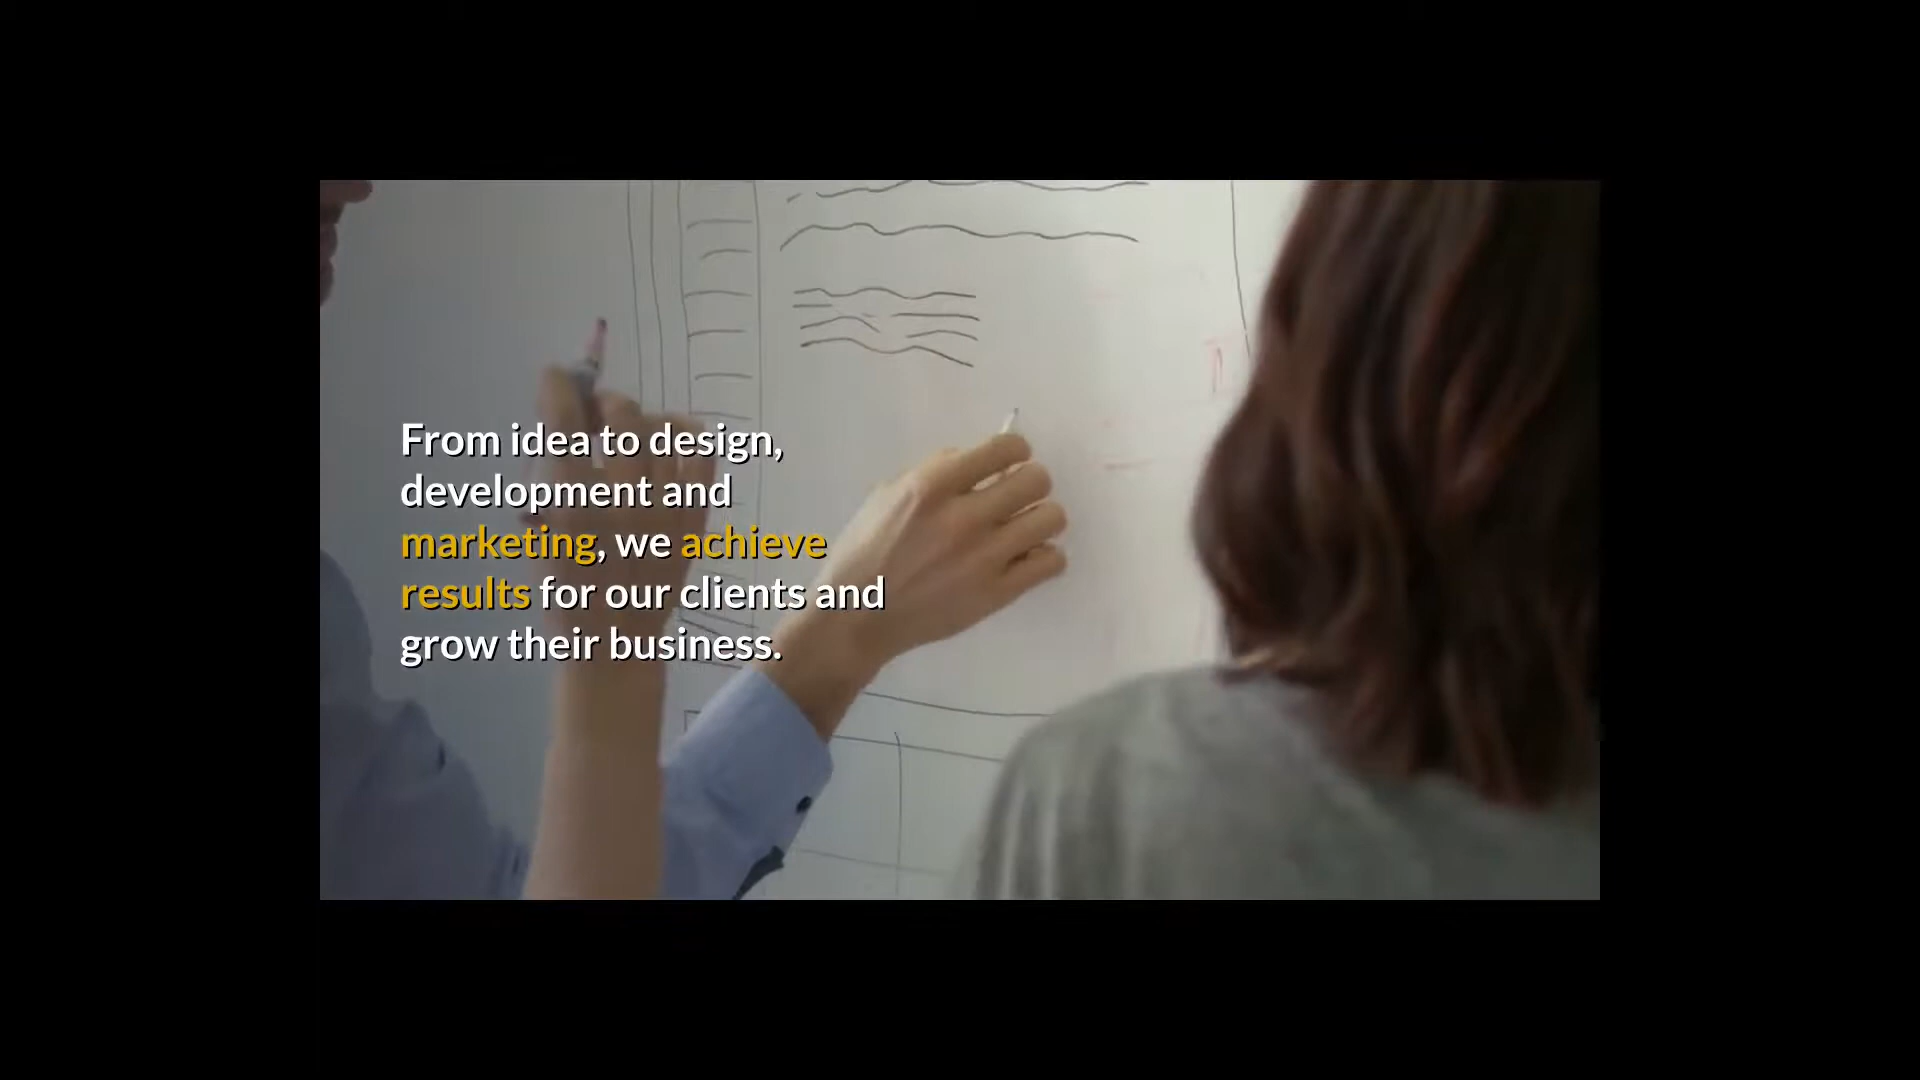 From idea to design,
development and
marketing, we achieve
results for our clients and
grow their business.